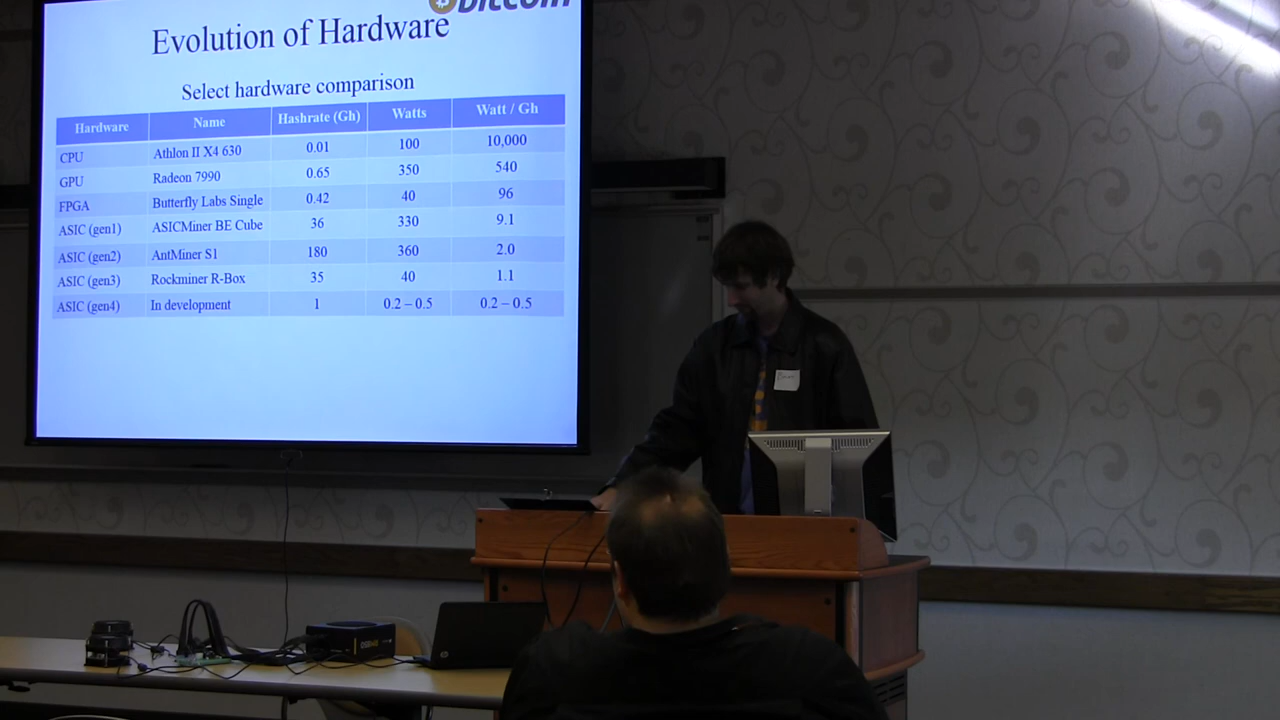 Bitcoin
Evolution of Hardware
Select hardware comparison
Hardware Name Hashrate (Gh) Watts Watt / Gh
CPU Athlon II X4 630 0.01 100 10,000
GPU Radeon 7990 0.65 350 540
FPGA Butterfly Labs Single 0.42 40 96
ASIC (gen1) ASICMiner BE Cube 36 330 9.1
ASIC (gen2) AntMiner S1 180 360 2.0
ASIC (gen3) Rockminer R-Box 35 40 1.1
ASIC (gen4) In development 1 0.2 – 0.5 0.2 – 0.5
hp